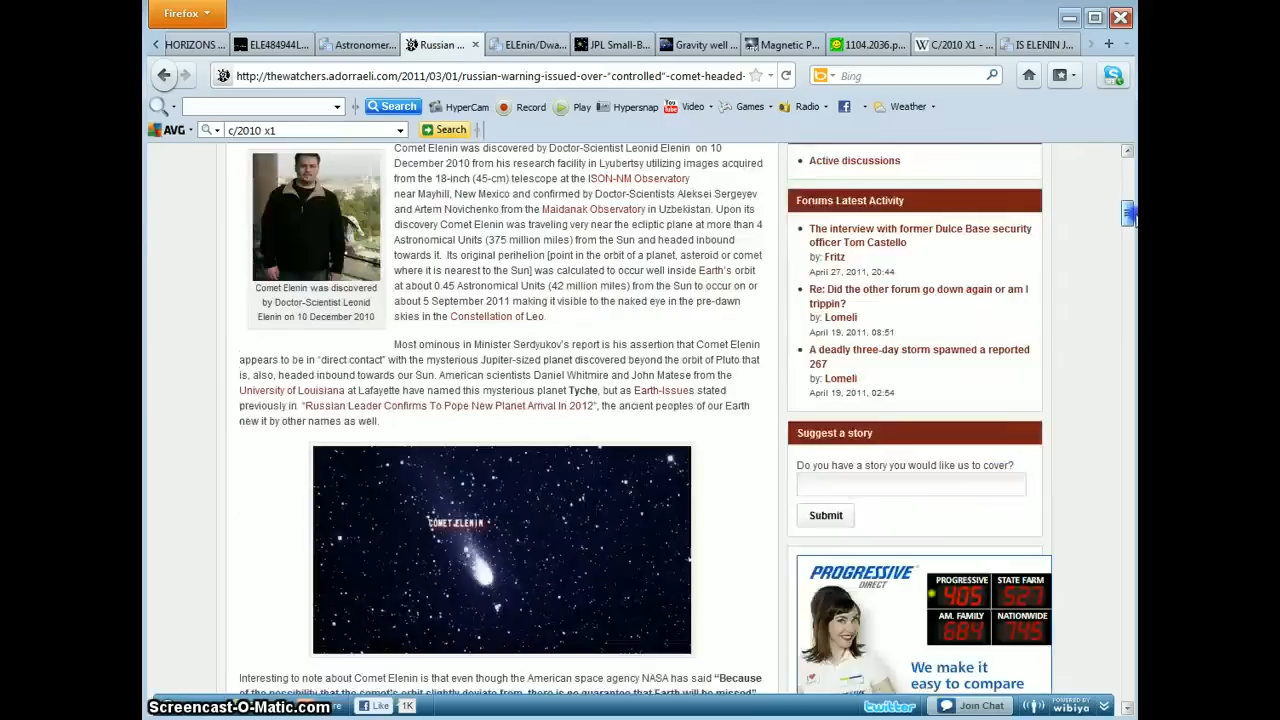 Firefox
HORIZONS ...
ELE484944L...
Astronomer...
Russian ...
ELEnin/Dwa...
JPL Small-B...
Gravity well ...
Magnetic P...
1104.2036.p...
C/2010 X1 - ...
IS ELENIN J...
http://thewatchers.adorraeli.com/2011/03/01/russian-warning-issued-over-"controlled"-comet-headed-
Bing
Search
HyperCam
Record
Play
Hypersnap
Video
Games
Radio
Weather
AVG
c/2010 x1
Search
Comet Elenin was discovered by Doctor-Scientist Leonid Elenin on 10
December 2010 from his research facility in Lyubertsy utilizing images acquired
from the 18-inch (45-cm) telescope at the ISON-NM Observatory
near Mayhill, New Mexico and confirmed by Doctor-Scientists Aleksei Sergeyev
and Artem Novichenko from the Maidanak Observatory in Uzbekistan. Upon its
discovery Comet Elenin was traveling very near the ecliptic plane at more than 4
Astronomical Units (375 million miles) from the Sun and headed inbound
towards it. Its original perihelion [point in the orbit of a planet, asteroid or comet
where it is nearest to the Sun] was calculated to occur well inside Earth's orbit
at about 0.45 Astronomical Units (42 million miles) from the Sun to occur on or
about 5 September 2011 making it visible to the naked eye in the pre-dawn
skies in the Constellation of Leo.
Comet Elenin was discovered
by Doctor-Scientist Leonid
Elenin on 10 December 2010
Most ominous in Minister Serdyukov's report is his assertion that Comet Elenin
appears to be in "direct contact" with the mysterious Jupiter-sized planet discovered beyond the orbit of Pluto that
is, also, headed inbound towards our Sun. American scientists Daniel Whitmire and John Matese from the
University of Louisiana at Lafayette have named this mysterious planet Tyche, but as Earth-Issues stated
previously in "Russian Leader Confirms To Pope New Planet Arrival In 2012", the ancient peoples of our Earth
new it by other names as well.
COMET ELENIN
Interesting to note about Comet Elenin is that even though the American space agency NASA has said "Because
of the possibility that the comet's orbit slightly deviate from, there is no guarantee that Earth will be missed"
Active discussions
Forums Latest Activity
The interview with former Dulce Base security
officer Tom Castello
by: Fritz
April 27, 2011, 20:44
Re: Did the other forum go down again or am I
trippin?
by: Lomeli
April 19, 2011, 08:51
A deadly three-day storm spawned a reported
267
by: Lomeli
April 19, 2011, 02:54
Suggest a story
Do you have a story you would like us to cover?
Submit
PROGRESSIVE
DIRECT
PROGRESSIVE
405
STATE FARM
527
AM. FAMILY
684
NATIONWIDE
745
We make it
easy to compare
Screencast-O-Matic.com
Like
1K
twitter
Join Chat
POWERED BY
wibiya